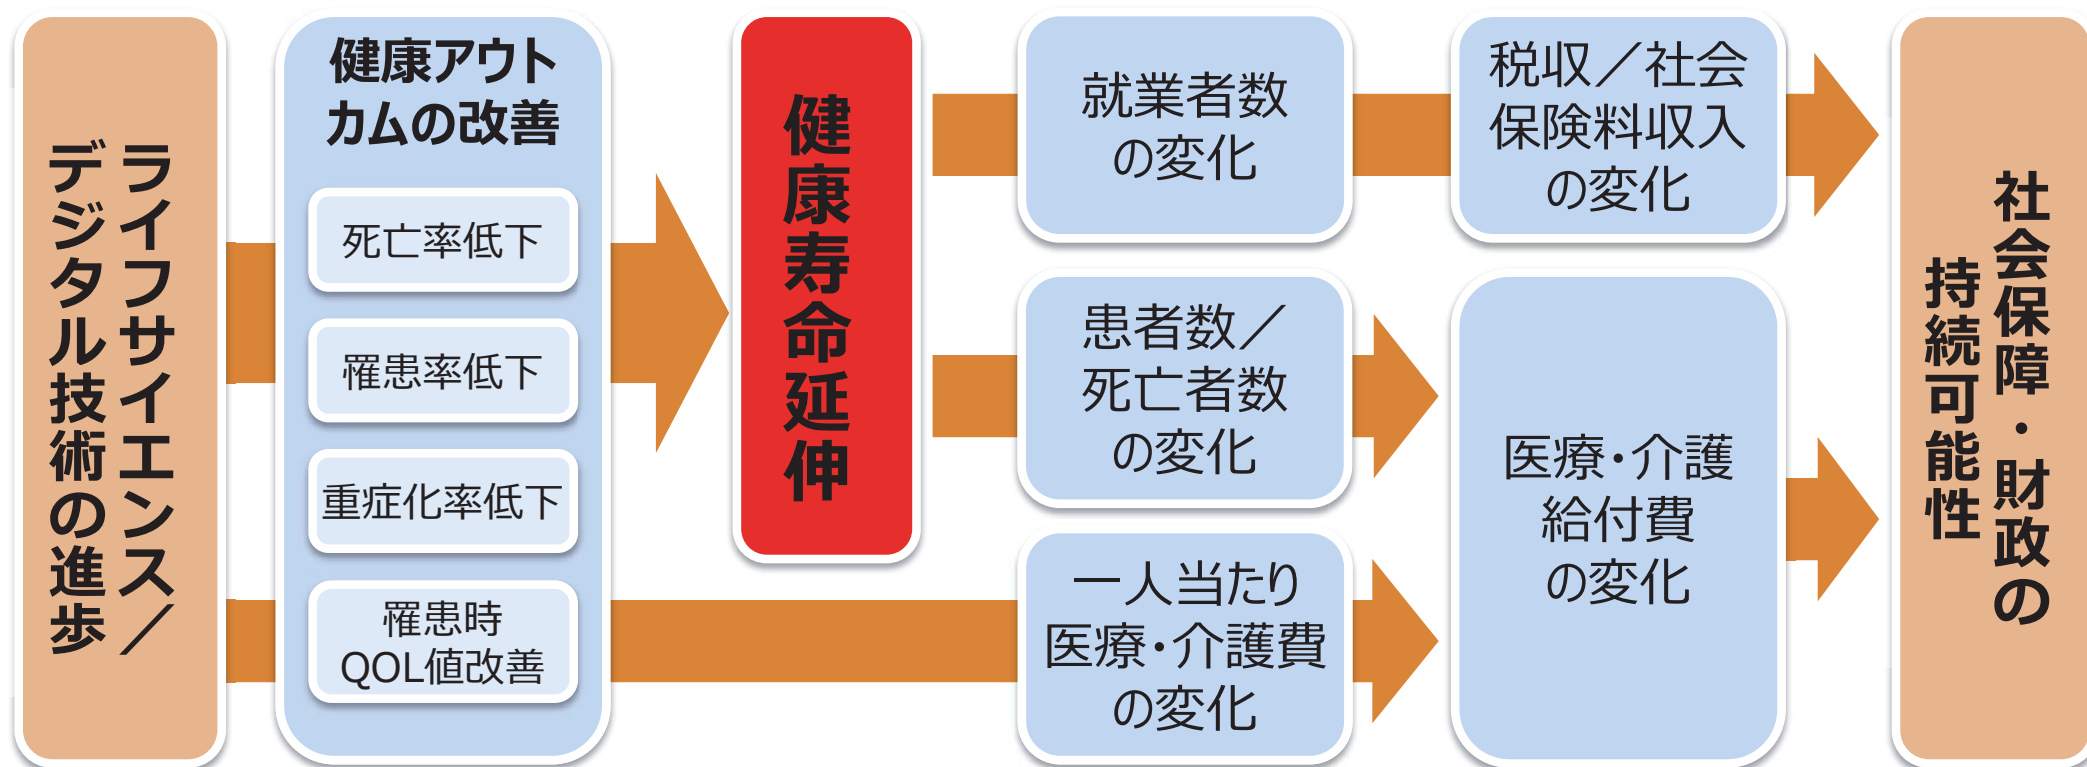 ライフサイエンス／
デジタル技術の進歩
健康アウト
カムの改善
死亡率低下
罹患率低下
重症化率低下
罹患時
QOL値改善
健康寿命延伸
就業者数
の変化
税収／社会
保険料収入
の変化
患者数／
死亡者数
の変化
一人当たり
医療・介護費
の変化
医療・介護
給付費
の変化
社会保障・財政の
持続可能性